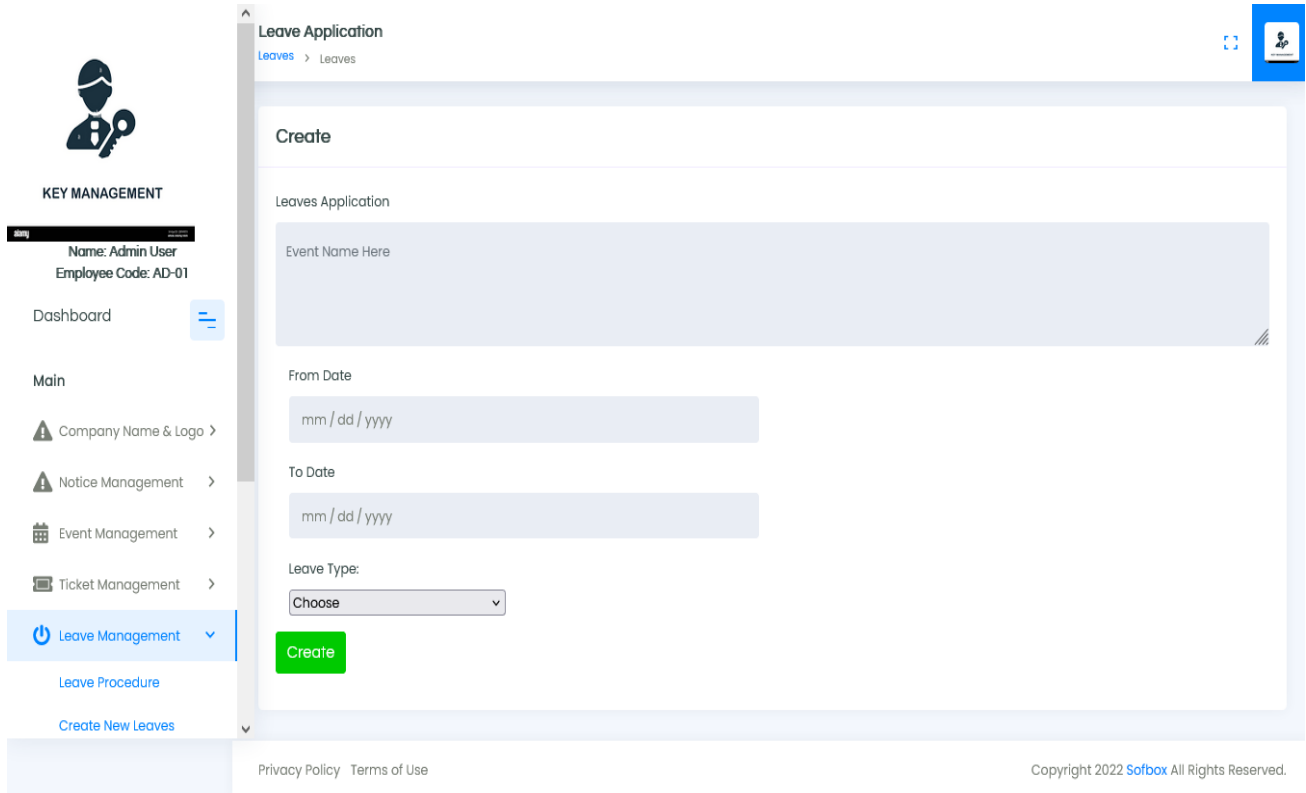 KEY MANAGEMENT
alamy
Name: Admin User
Employee Code: AD-01
Dashboard
Main
Company Name & Logo
Notice Management
Event Management
Ticket Management
Leave Management
Leave Procedure
Create New Leaves
Leave Application
Leaves > Leaves
Create
Leaves Application
Event Name Here
From Date
mm / dd / yyyy
To Date
mm / dd / yyyy
Leave Type:
Choose
Create
Privacy Policy Terms of Use
Copyright 2022 Sofbox All Rights Reserved.